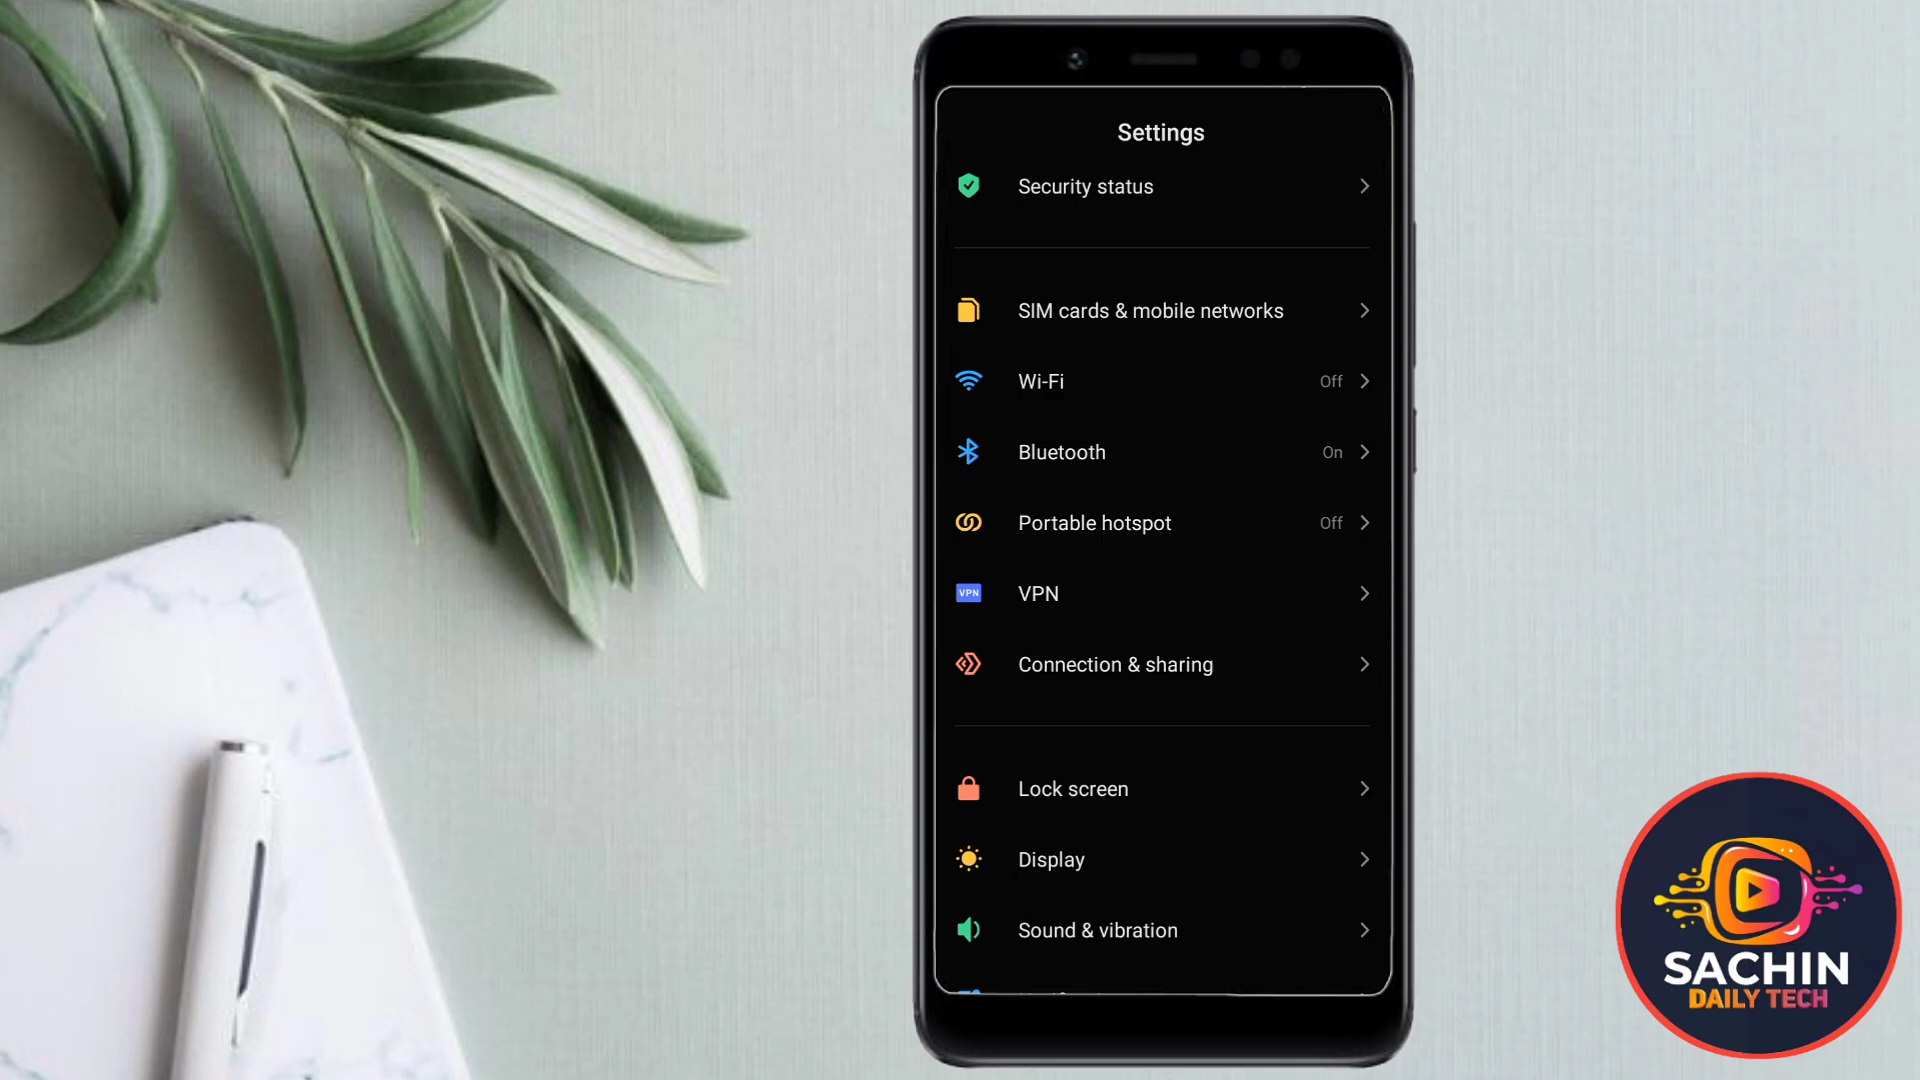 Settings
Security status
SIM cards & mobile networks
Wi-Fi Off
Bluetooth On
Portable hotspot Off
VPN VPN
Connection & sharing
Lock screen
Display
Sound & vibration
SACHIN
DAILY TECH